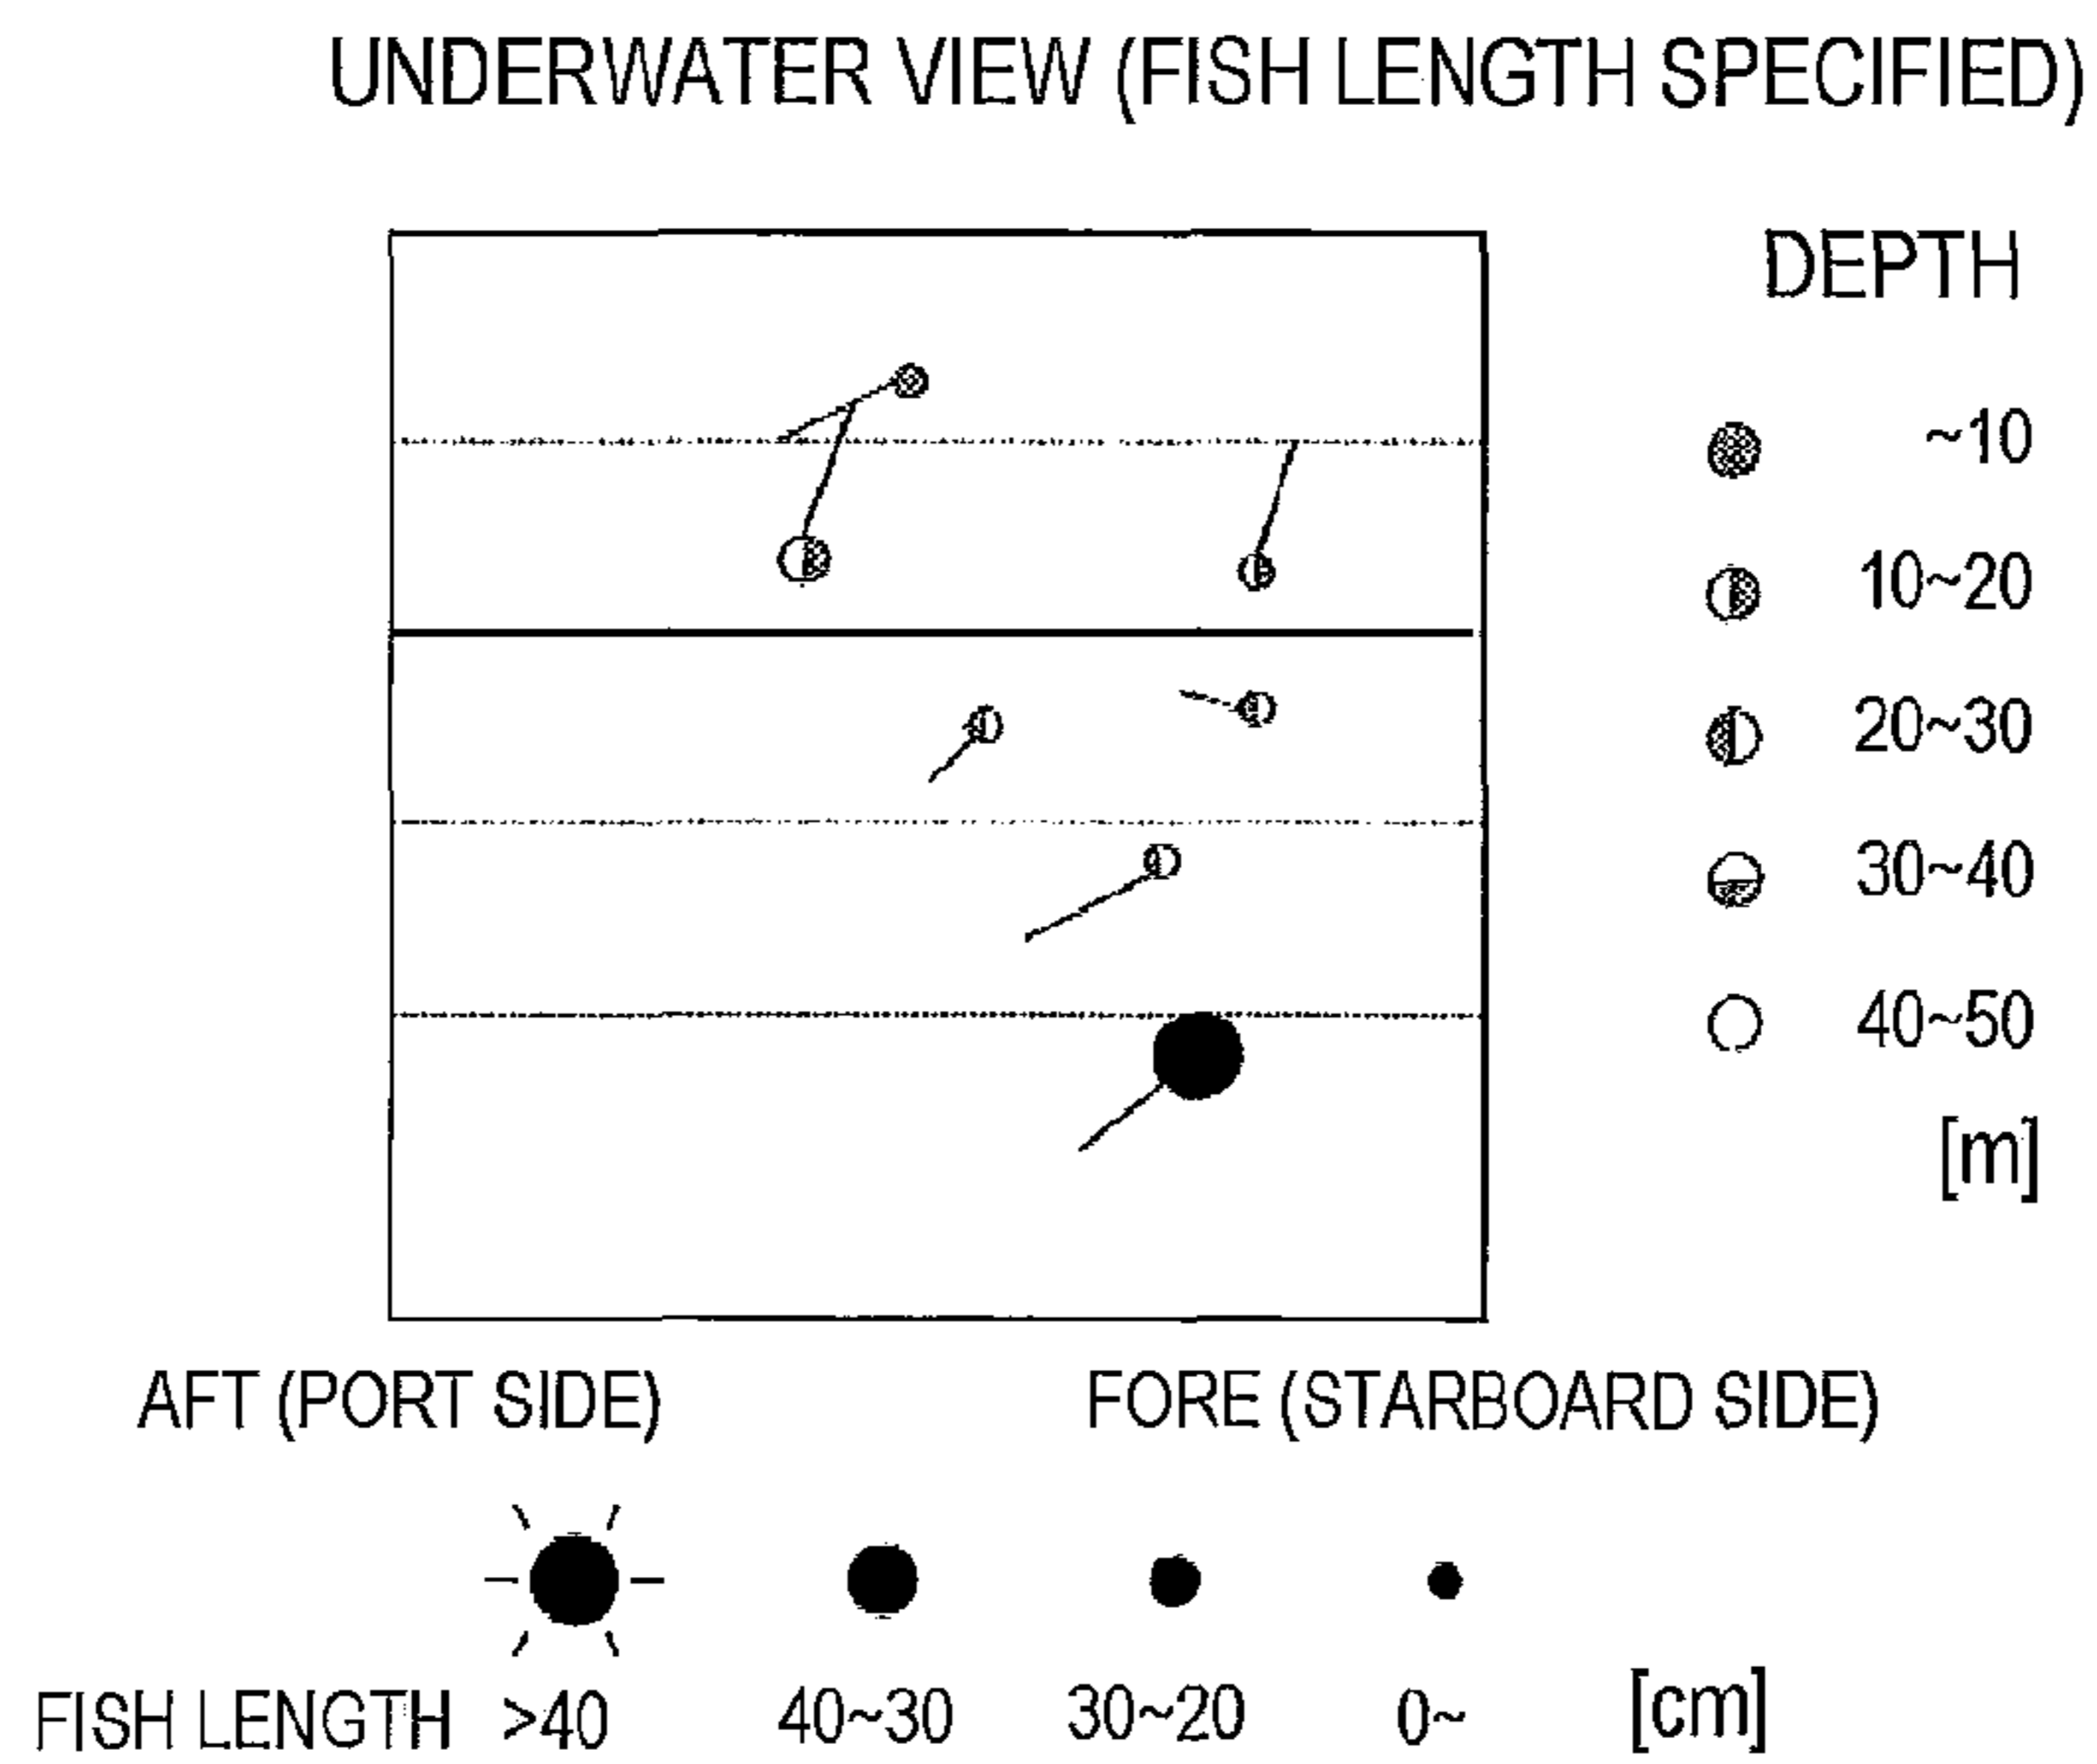 UNDERWATER VIEW (FISH LENGTH SPECIFIED)
DEPTH
~10
10~20
20~30
30~40
40~50
[m]
AFT (PORT SIDE) FORE (STARBOARD SIDE)
FISH LENGTH >40 40~30 30~20 0~ [cm]